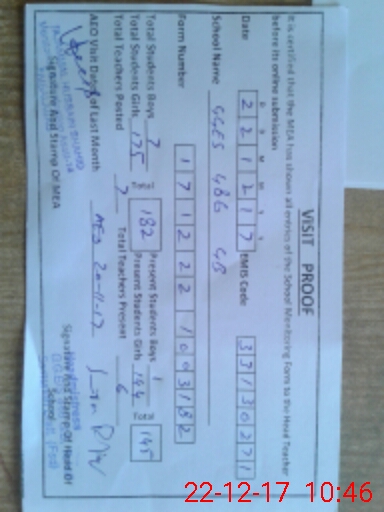 VISIT PROOF
It is certified that the MEA has shown all entries of the School Monitoring Form to the Head Teacher
before its online submission
D D M M Y Y
Date 2 2 1 2 1 7 EMIS Code 3 3 1 3 0 2 7 1
School Name GGES 486 GB
Form Number 1 7 1 2 2 2 1 0 0 3 1 8 2
Total Students Boys 7 Present Students Boys 1
Total Students Girls 175 Total 182 Present Students Girls 144 Total 145
Total Teachers Posted 7 Total Teachers Present 6
AEO Visit Date of Last Month AEO 20-11-17
Signature And Stamp Of MEA
Signature And Stamp Of Head Of
School
22-12-17 10:46